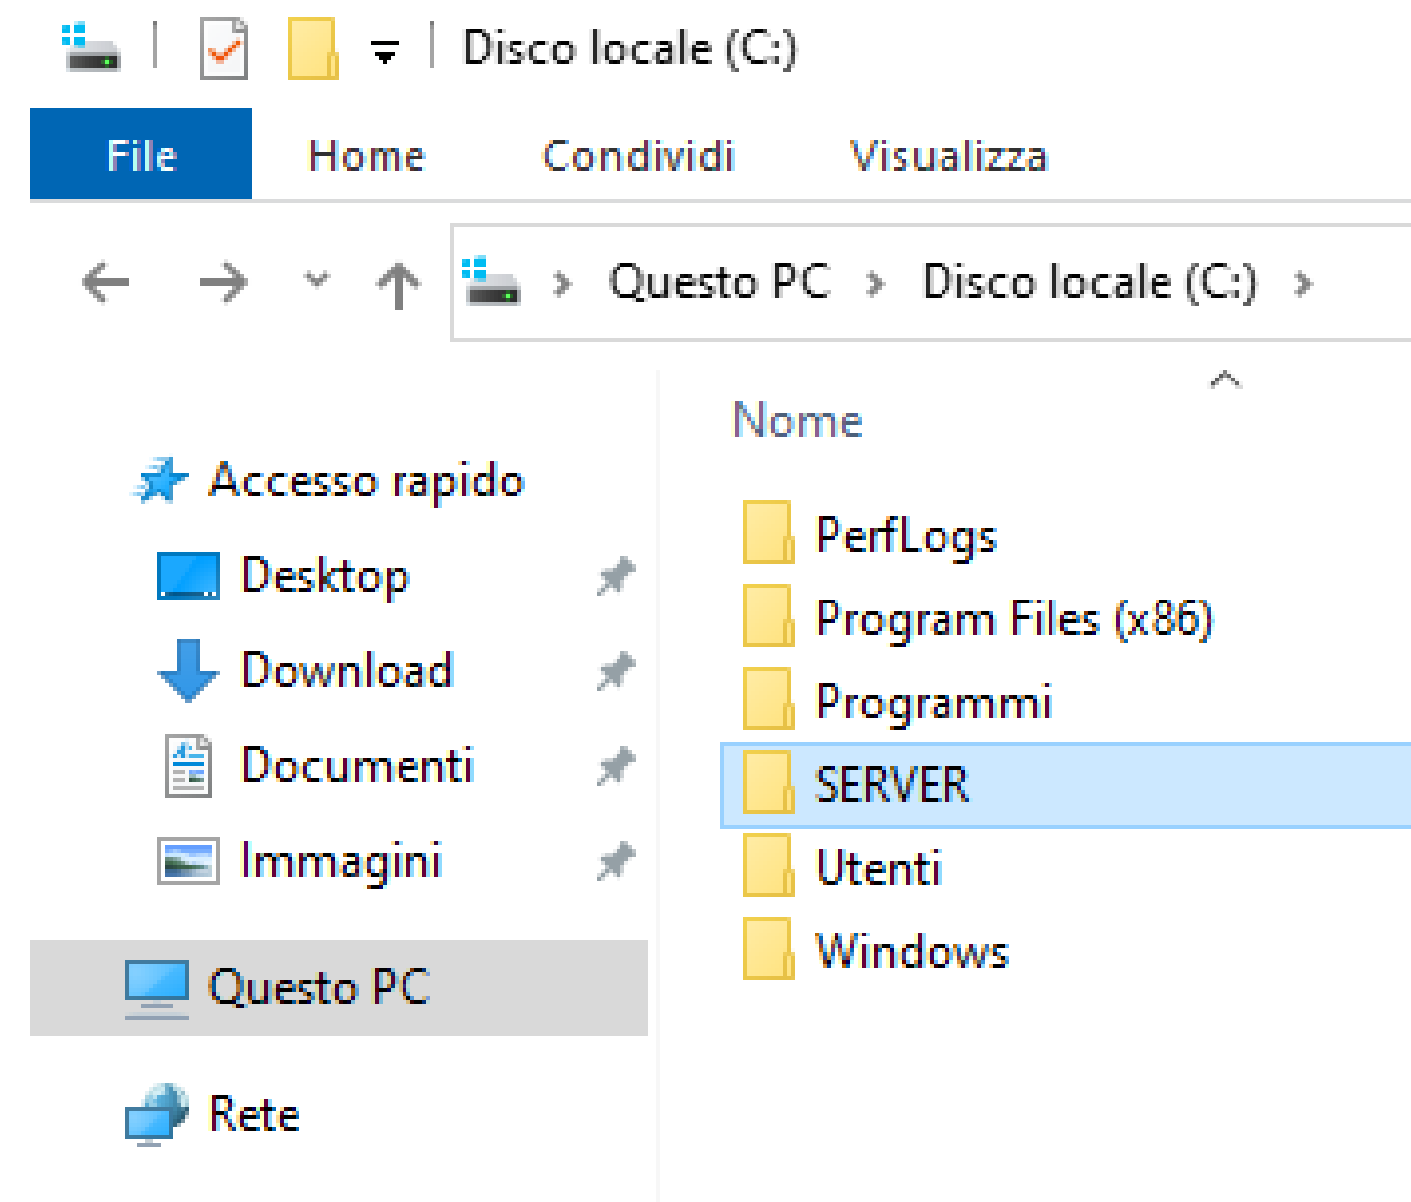 Disco locale (C:)
File Home Condividi Visualizza
Questo PC Disco locale (C:)
Nome
Accesso rapido
Desktop
Download
Documenti
Immagini
Questo PC
Rete
PerfLogs
Program Files (x86)
Programmi
SERVER
Utenti
Windows